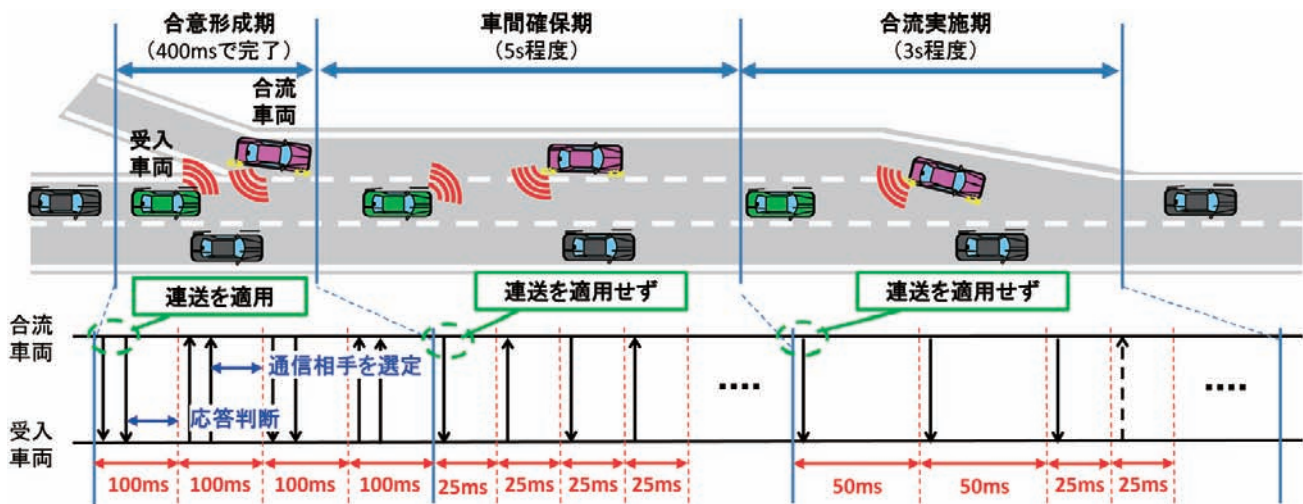 合意形成期
(400msで完了)
車間確保期
(5s程度)
合流実施期
(3s程度)
合流
車両
受入
車両
連送を適用
連送を適用せず
連送を適用せず
合流
車両
通信相手を選定
応答判断
受入
車両
100ms
100ms
100ms
100ms
25ms
25ms
25ms
25ms
50ms
50ms
25ms
25ms